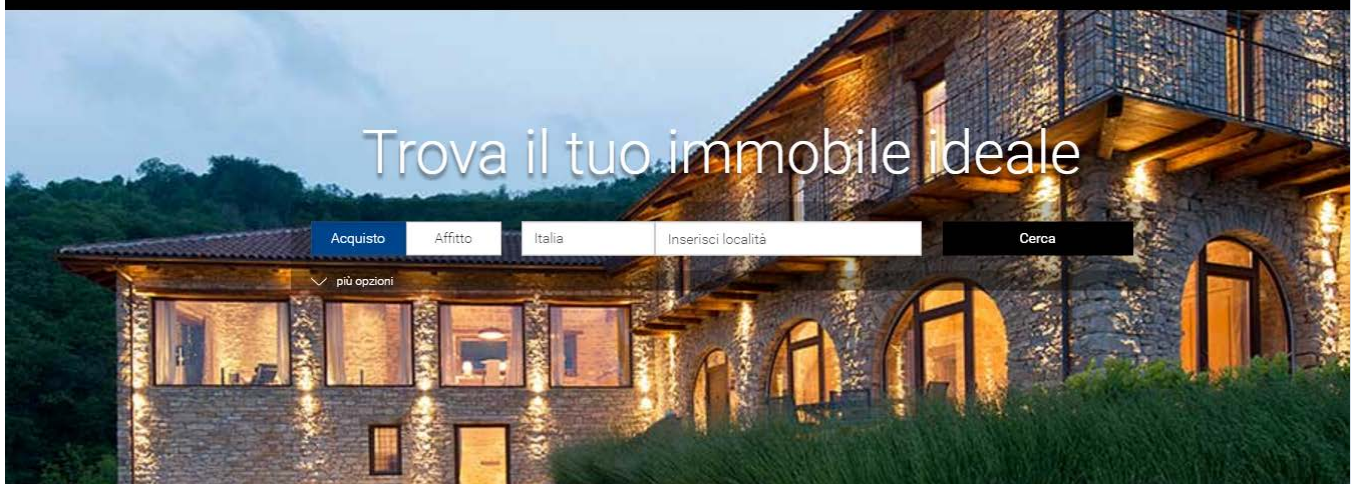 Trova il tuo immobile ideale
Acquisto Affitto Italia Inserisci località Cerca
più opzioni